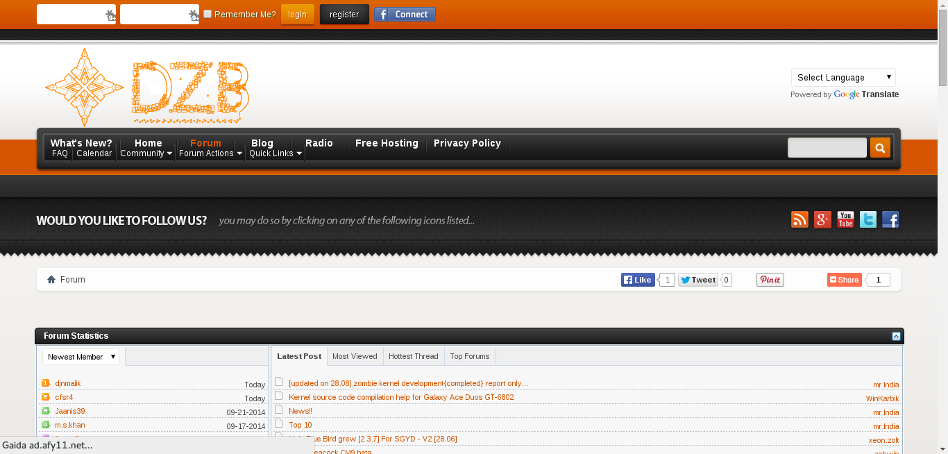 Remember Me? login register Connect
DZB
Select Language
Powered by Google Translate
What's New? Home Forum Blog Radio Free Hosting Privacy Policy
FAQ Calendar Community Forum Actions Quick Links
WOULD YOU LIKE TO FOLLOW US? you may do so by clicking on any of the following icons listed...
You Tube
Forum
Like 1 Tweet 0 Pin it Share 1
Forum Statistics
Newest Member Latest Post Most Viewed Hottest Thread Top Forums
djnmalik Today [updated on 28.08] zombie kernel development{completed} report only... mr.India
cfsr4 Today Kernel source code compilation help for Galaxy Ace Duos GT-6802 WinKarbik
Jaanis39 09-21-2014 News!! mr.India
m.s.khan 09-17-2014 Top 10 mr.India
Blue Bird grew [2.3.7] For SGYD - V2 [28.06] xeon.zolt
Gaida ad.afy11.net...
CM9 beta